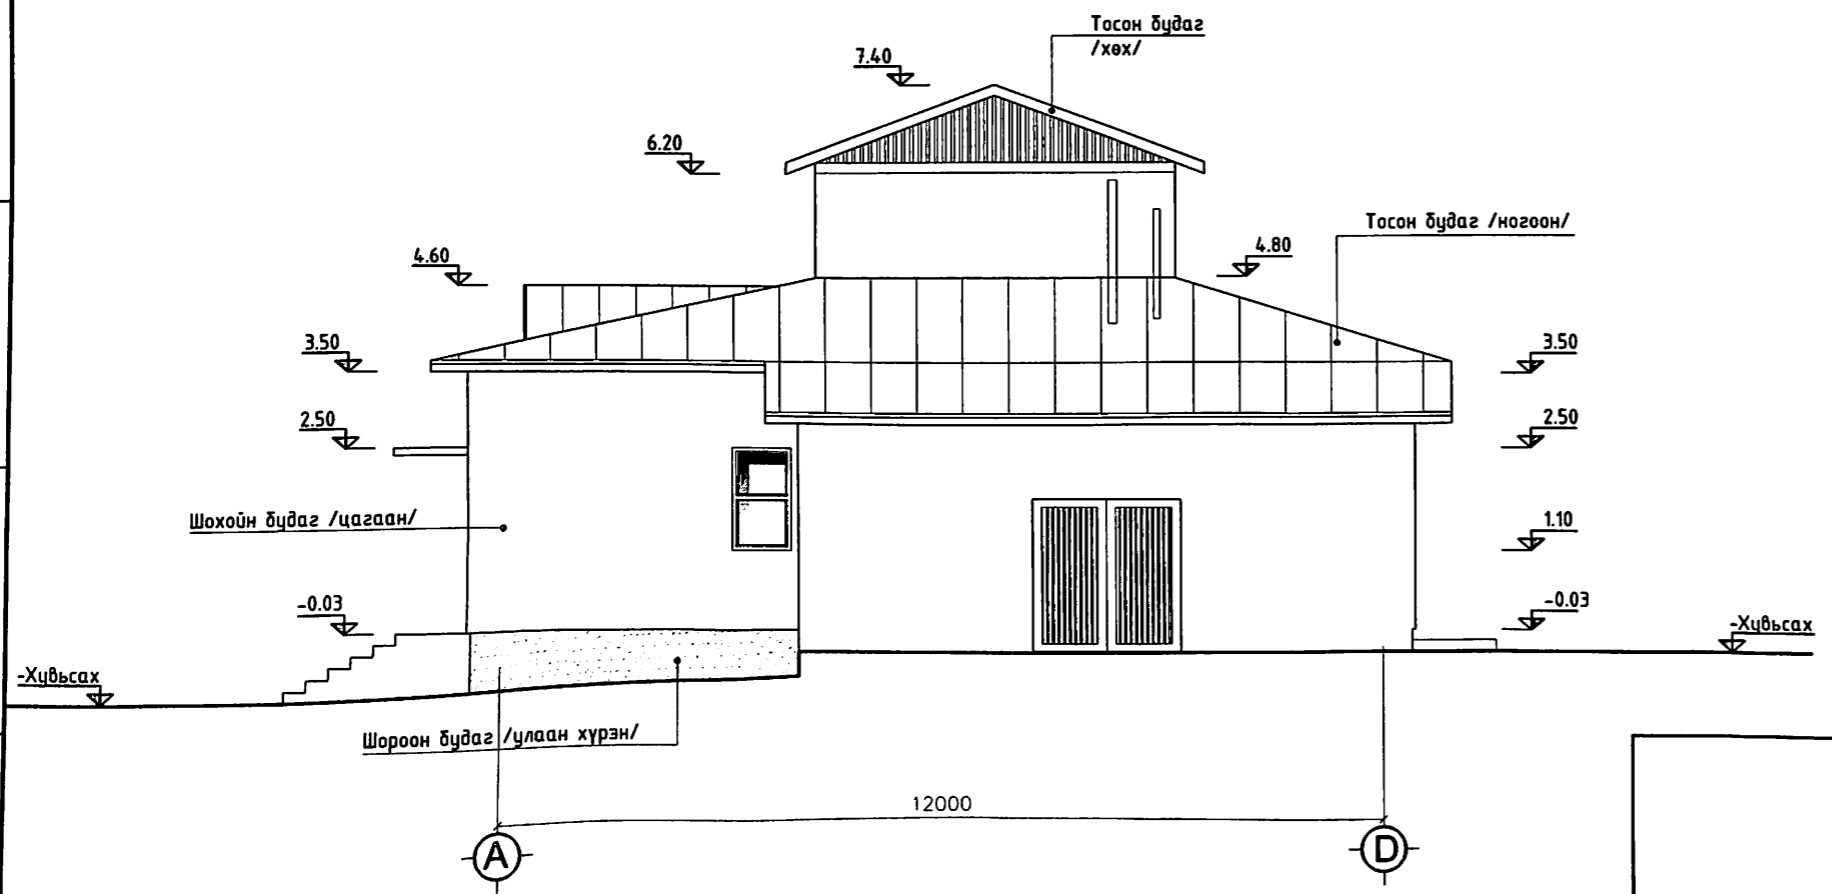 Тосон будаг
/хөх/
7.40
6.20
Тосон будаг /ногоон/
4.60
4.80
3.50
3.50
2.50
2.50
Шохойн будаг /цагаан/
1.10
-0.03
-0.03
-Хувьсах
-Хувьсах
Шороон будаг /улаан хүрэн/
12000
A
D